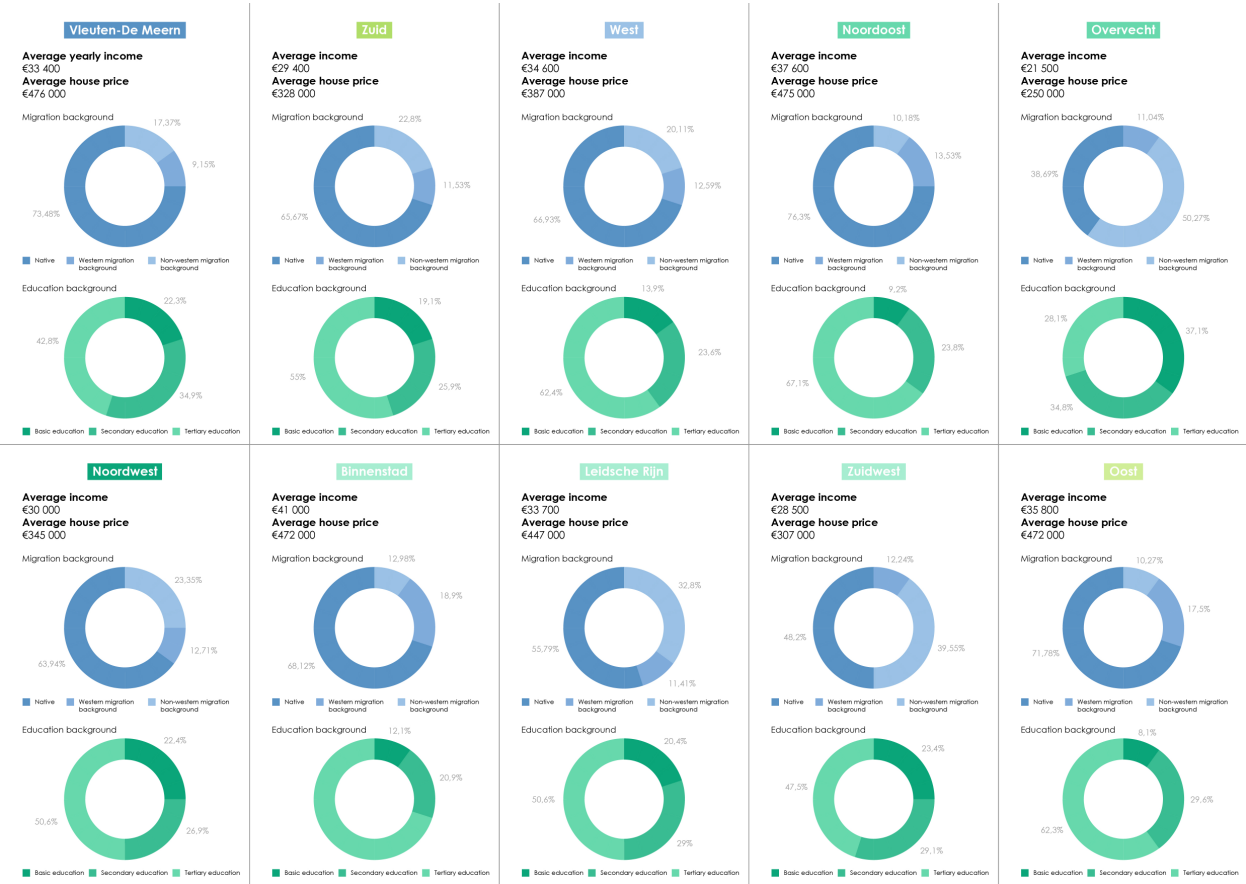 Vleuten-De Meern
Average yearly income
€33 400
Average house price
€476 000
Migration background
17,37%
9,15%
73,48%
Native
Western migration
background
Non-western migration
background
Education background
22,3%
42,8%
34,9%
Basic education
Secondary education
Tertiary education
Zuid
Average income
€29 400
Average house price
€328 000
Migration background
22,8%
11,53%
65,67%
Native
Western migration
background
Non-western migration
background
Education background
19,1%
55%
25,9%
Basic education
Secondary education
Tertiary education
West
Average income
€34 600
Average house price
€387 000
Migration background
20,11%
12,59%
66,93%
Native
Western migration
background
Non-western migration
background
Education background
13,9%
23,6%
62,4%
Basic education
Secondary education
Tertiary education
Noordoost
Average income
€37 600
Average house price
€475 000
Migration background
10,18%
13,53%
76,3%
Native
Western migration
background
Non-western migration
background
Education background
9,2%
23,8%
67,1%
Basic education
Secondary education
Tertiary education
Overvecht
Average income
€21 500
Average house price
€250 000
Migration background
11,04%
38,69%
50,27%
Native
Western migration
background
Non-western migration
background
Education background
28,1%
37,1%
34,8%
Basic education
Secondary education
Tertiary education
Noordwest
Average income
€30 000
Average house price
€345 000
Migration background
23,35%
12,71%
63,94%
Native
Western migration
background
Non-western migration
background
Education background
22,4%
50,6%
26,9%
Basic education
Secondary education
Tertiary education
Binnenstad
Average income
€41 000
Average house price
€472 000
Migration background
12,98%
18,9%
68,12%
Native
Western migration
background
Non-western migration
background
Education background
12,1%
20,9%
Basic education
Secondary education
Tertiary education
Leidsche Rijn
Average income
€33 700
Average house price
€447 000
Migration background
32,8%
55,79%
11,41%
Native
Western migration
background
Non-western migration
background
Education background
20,4%
50,6%
29%
Basic education
Secondary education
Tertiary education
Zuidwest
Average income
€28 500
Average house price
€307 000
Migration background
12,24%
48,2%
39,55%
Native
Western migration
background
Non-western migration
background
Education background
23,4%
47,5%
29,1%
Basic education
Secondary education
Tertiary education
Oost
Average income
€35 800
Average house price
€472 000
Migration background
10,27%
17,5%
71,78%
Native
Western migration
background
Non-western migration
background
Education background
8,1%
29,6%
62,3%
Basic education
Secondary education
Tertiary education